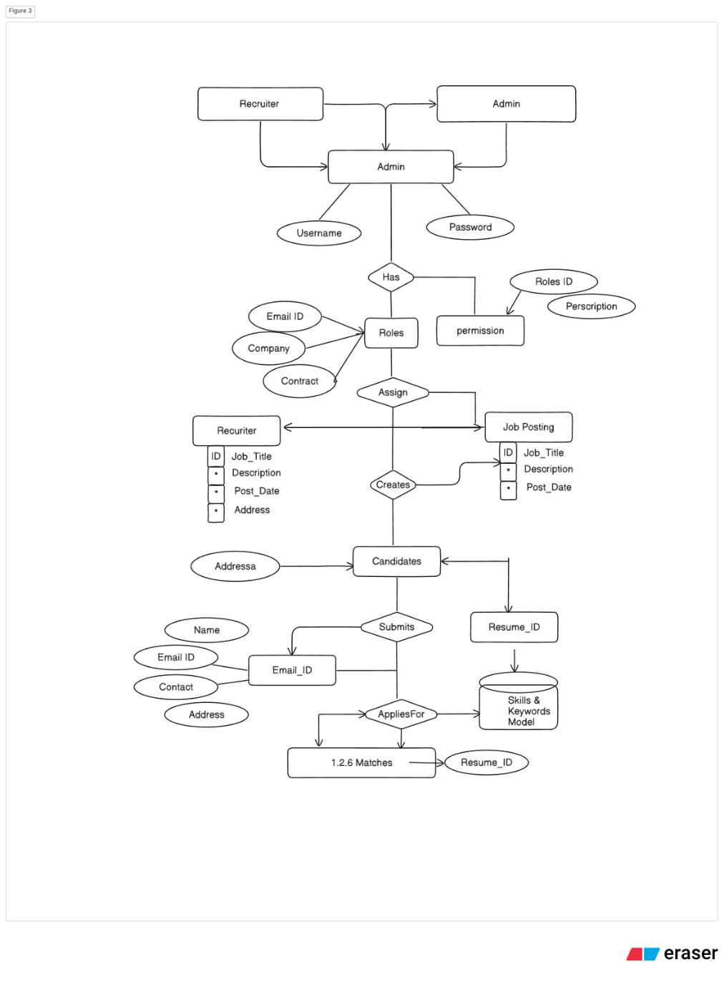 Figure 3
Recruiter
Admin
Admin
Username
Password
Has
Roles ID
Perscription
Email ID
Roles
permission
Company
Contract
Assign
Recuriter
Job Posting
ID Job_Title
* Description
* Post_Date
* Address
ID Job_Title
* Description
* Post_Date
Creates
Addressa
Candidates
Name
Submits
Resume_ID
Email ID
Email_ID
Contact
Address
AppliesFor
Skills &
Keywords
Model
1.2.6 Matches
Resume_ID
eraser